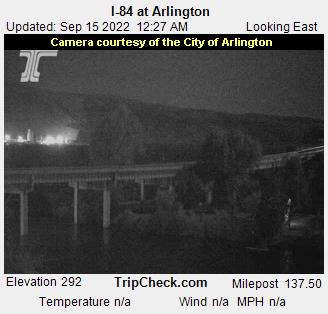 I-84 at Arlington
Updated: Sep 15 2022 12:27 AM Looking East
Camera courtesy of the City of Arlington
Elevation 292 TripCheck.com Milepost 137.50
Temperature n/a Wind n/a MPH n/a